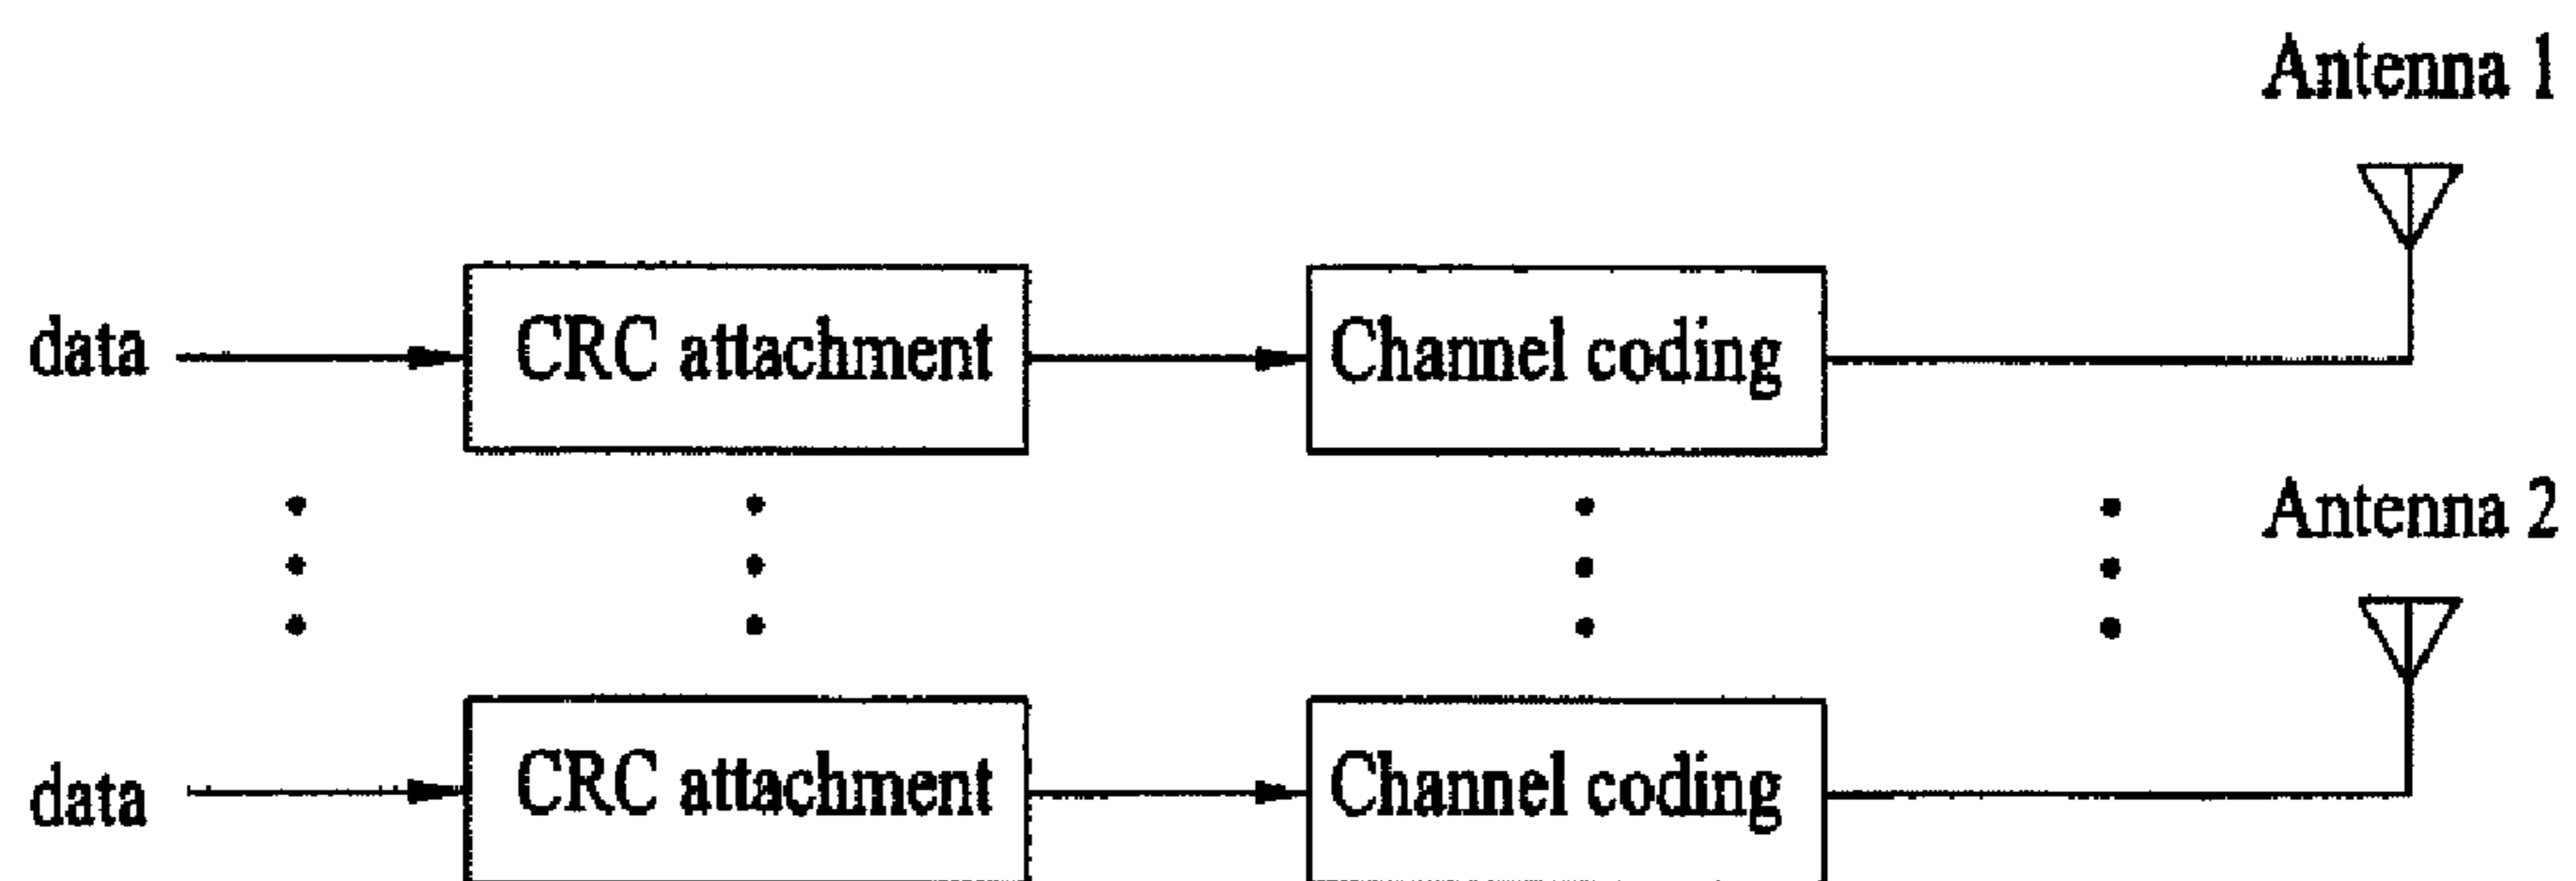 Antenna 1
data CRC attachment Channel coding
Antenna 2
data CRC attachment Channel coding